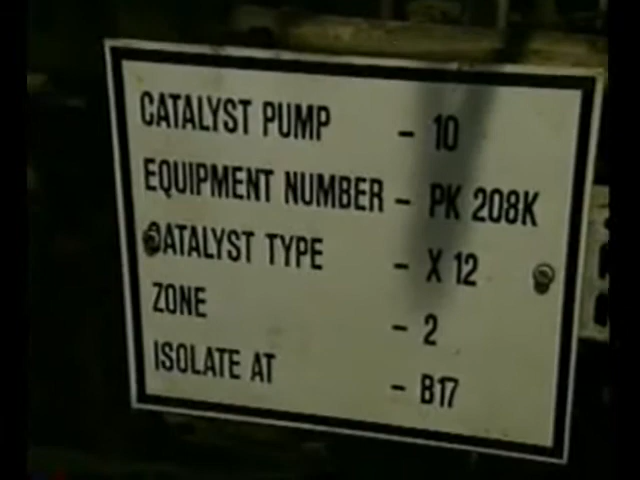 CATALYST PUMP - 10
EQUIPMENT NUMBER - PK 208K
CATALYST TYPE - X 12
ZONE - 2
ISOLATE AT - B17